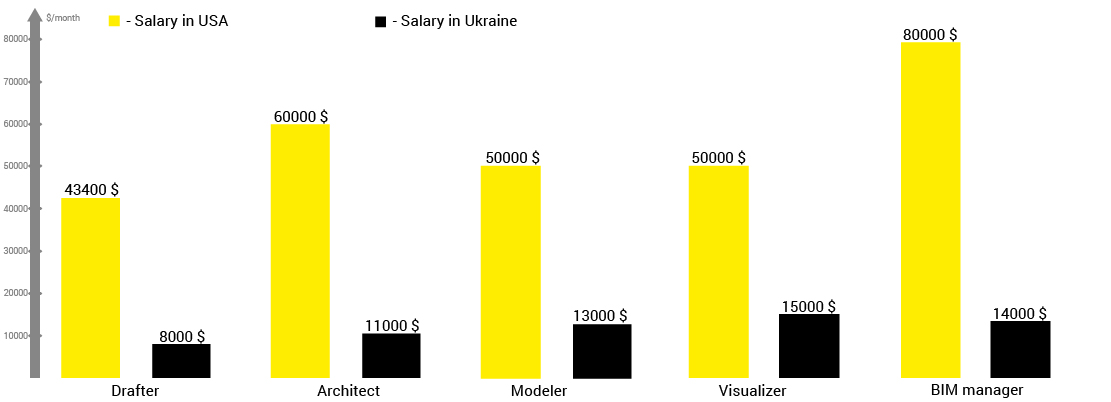 $/month
- Salary in USA
- Salary in Ukraine
80000
70000
60000
50000
40000
30000
20000
10000
43400 $
8000 $
60000 $
11000 $
50000 $
13000 $
50000 $
15000 $
80000 $
14000 $
Drafter
Architect
Modeler
Visualizer
BIM manager